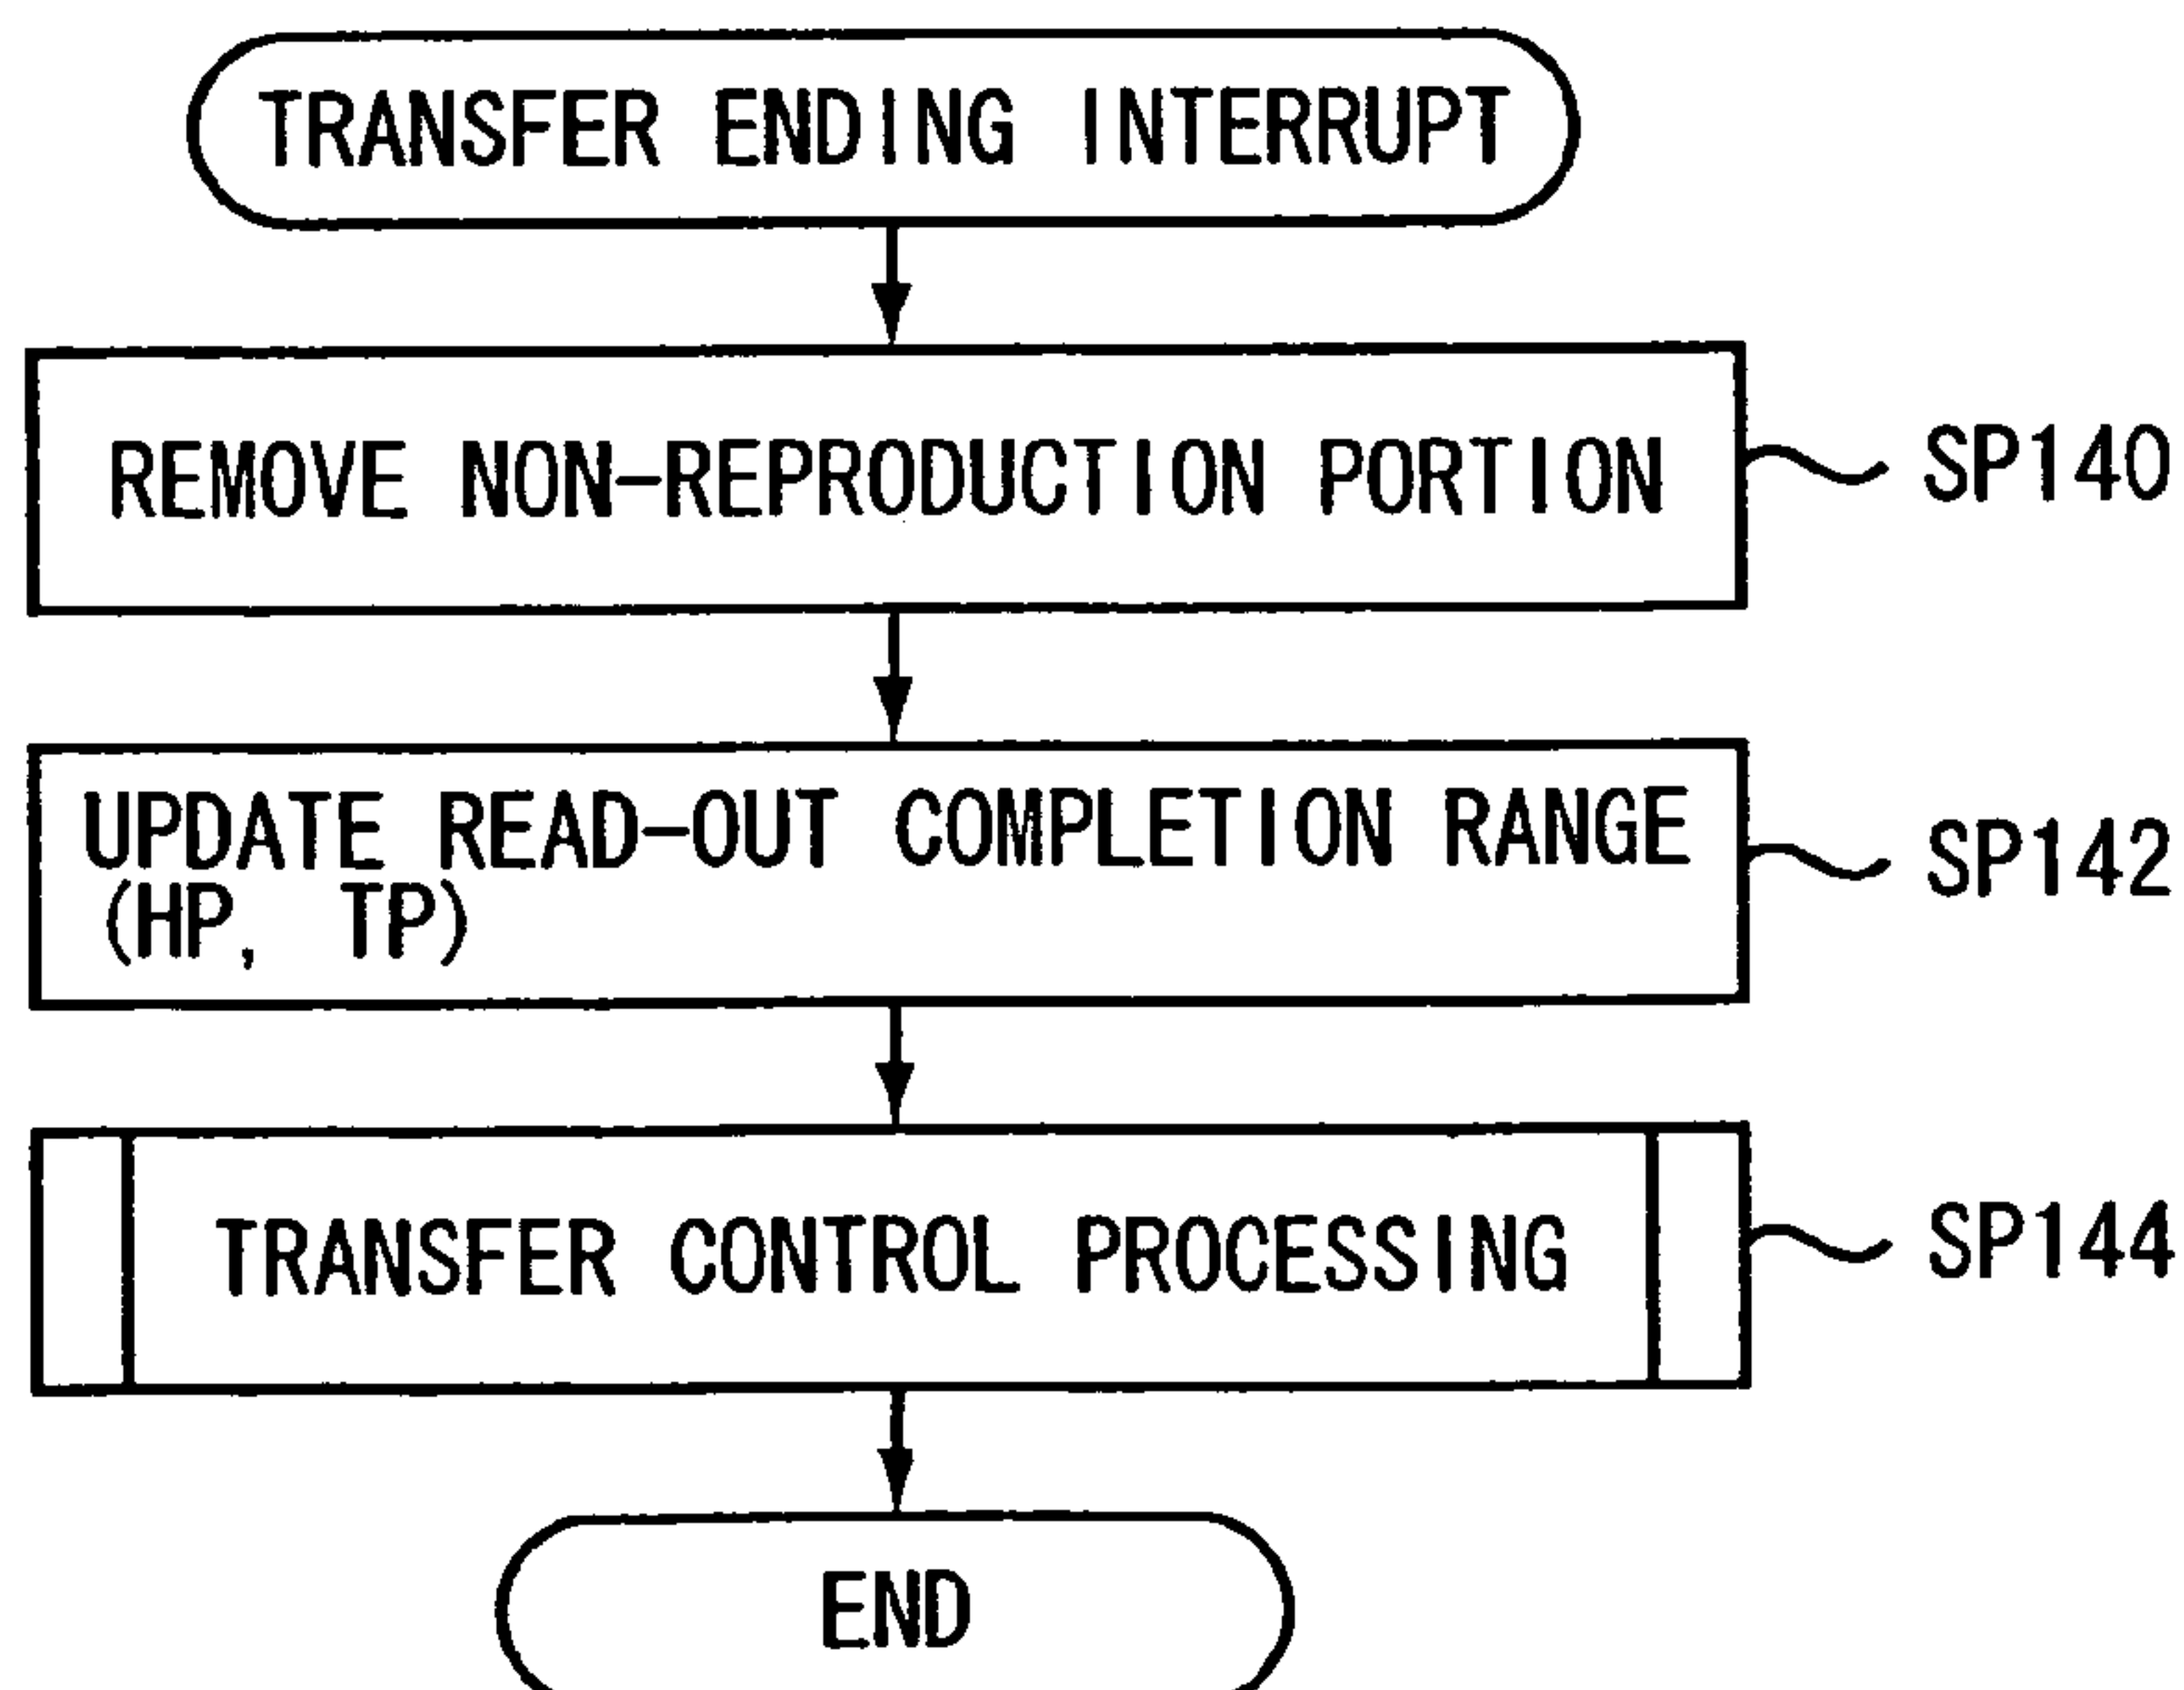 TRANSFER ENDING INTERRUPT
REMOVE NON-REPRODUCTION PORTION
SP140
UPDATE READ-OUT COMPLETION RANGE
(HP, TP)
SP142
TRANSFER CONTROL PROCESSING
SP144
END